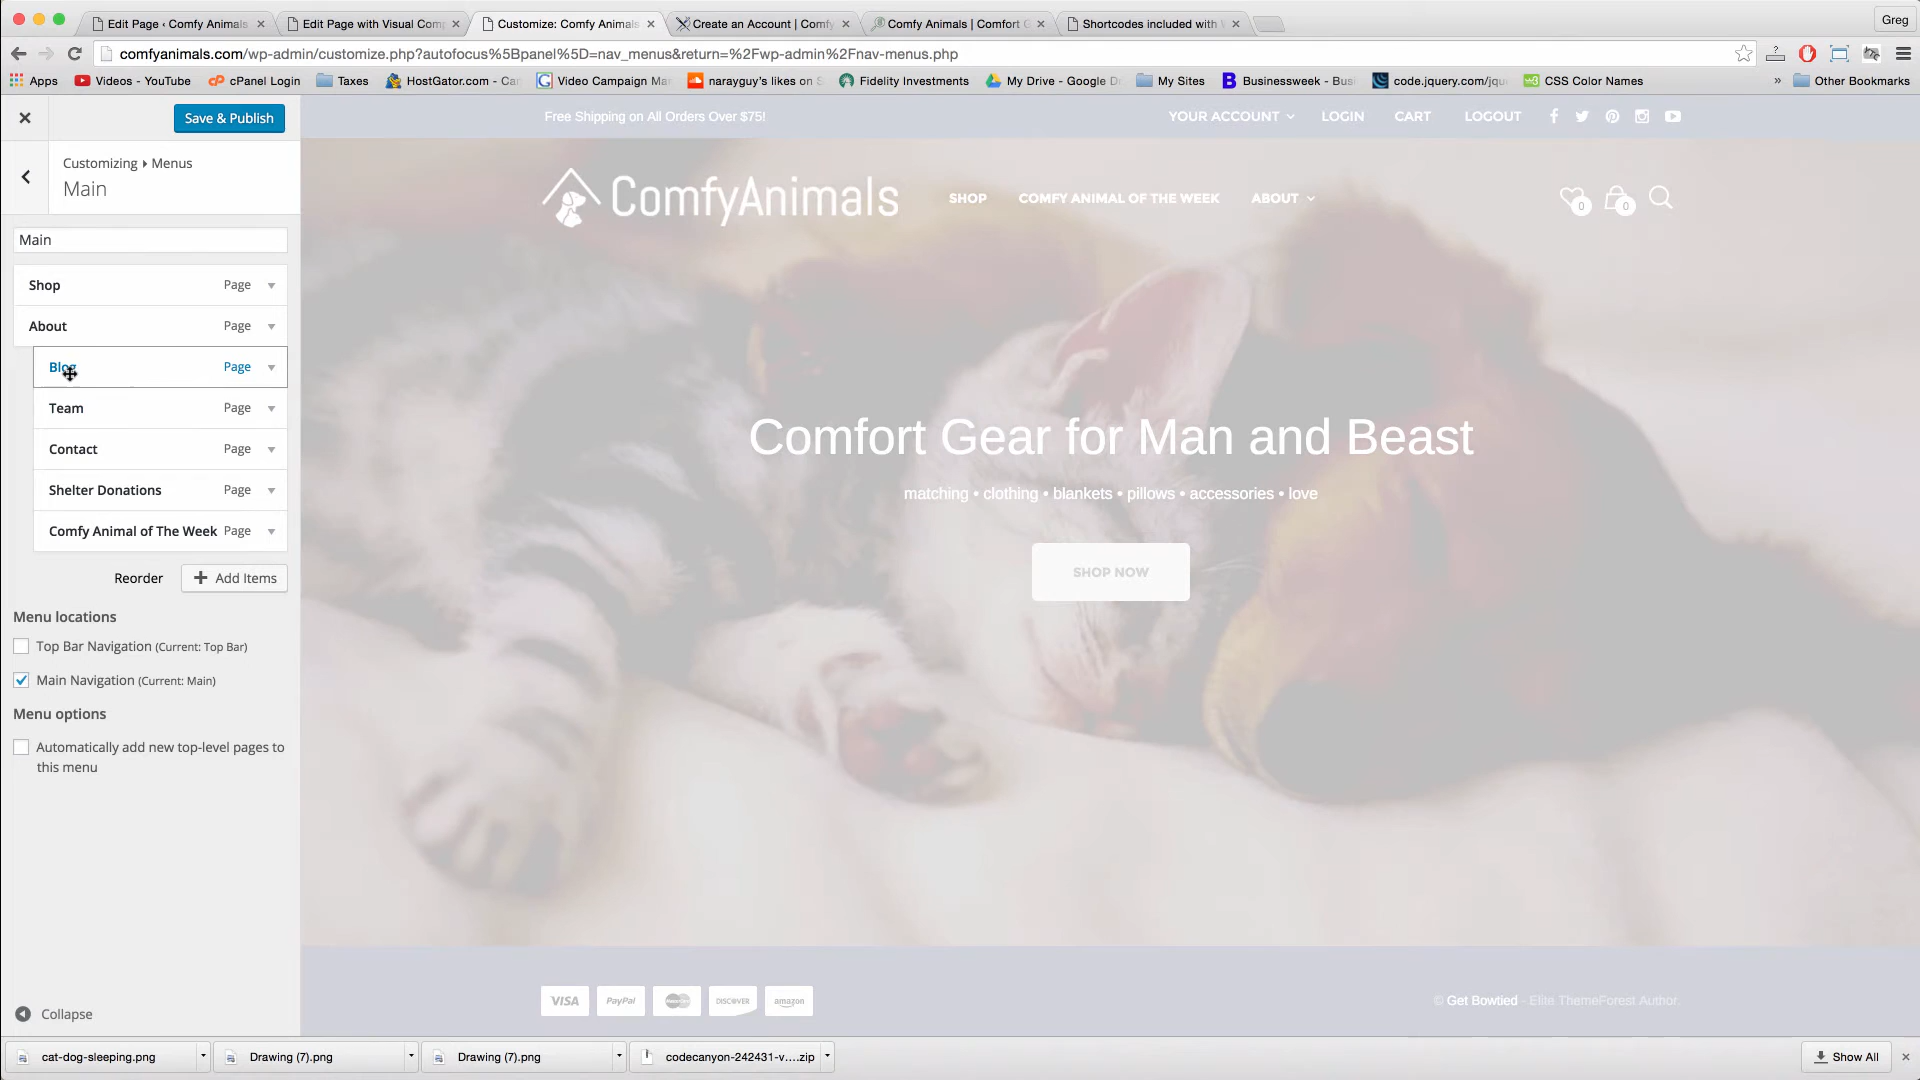 Edit Page ‹ Comfy Animals
Edit Page with Visual Comp
Customize: Comfy Animals
Create an Account | Comfy
Comfy Animals | Comfort G
Shortcodes included with
Greg
comfyanimals.com/wp-admin/customize.php?autofocus%5Bpanel%5D=nav_menus&return=%2Fwp-admin%2Fnav-menus.php
Apps
Videos - YouTube
cPanel Login
Taxes
HostGator.com - Ca
Video Campaign Ma
narayguy's likes on S
Fidelity Investments
My Drive - Google D
My Sites
Businessweek - Bus
code.jquery.com/jqu
CSS Color Names
» Other Bookmarks
Save & Publish
Customizing ▸ Menus
Main
Main
Shop Page
About Page
Blog Page
Team Page
Contact Page
Shelter Donations Page
Comfy Animal of The Week Page
Reorder + Add Items
Menu locations
Top Bar Navigation (Current: Top Bar)
Main Navigation (Current: Main)
Menu options
Automatically add new top-level pages to
this menu
Collapse
Free Shipping on All Orders Over $75!
YOUR ACCOUNT LOGIN CART LOGOUT
ComfyAnimals
SHOP COMFY ANIMAL OF THE WEEK ABOUT
0 0
Comfort Gear for Man and Beast
matching • clothing • blankets • pillows • accessories • love
SHOP NOW
VISA PayPal MasterCard DISCOVER amazon
© Get Bowtied - Elite ThemeForest Author.
cat-dog-sleeping.png
Drawing (7).png
Drawing (7).png
codecanyon-242431-v....zip
Show All